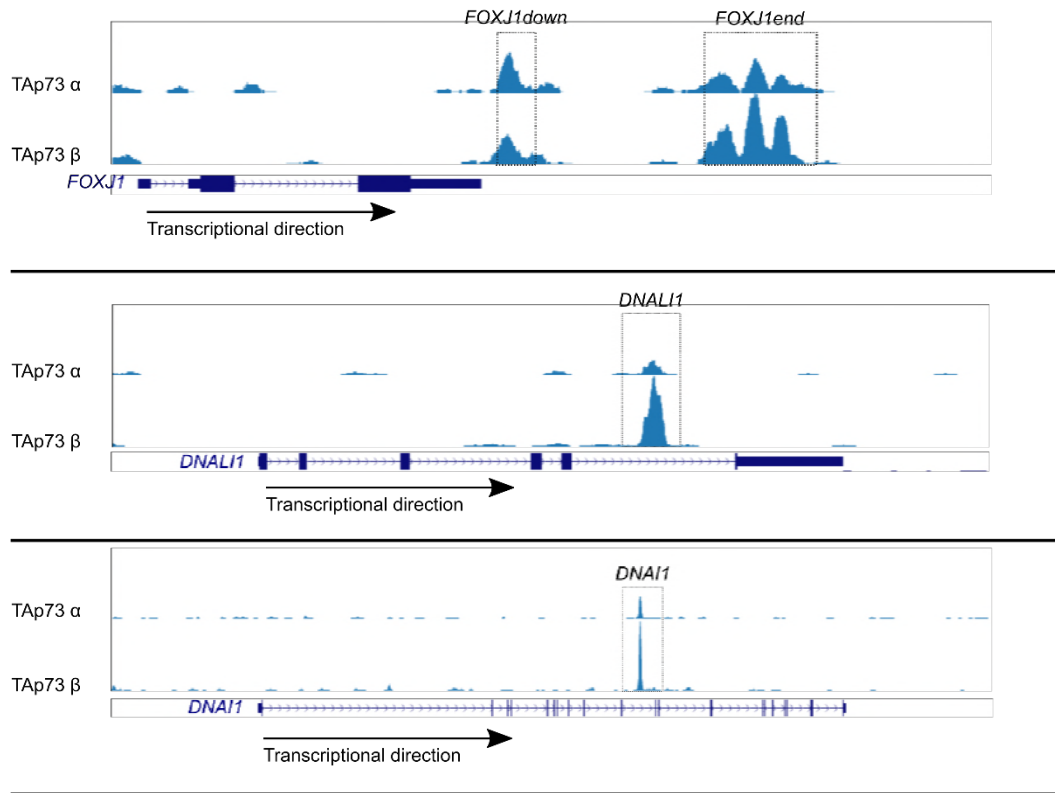 FOXJ1down FOXJ1end
TAp73 α
TAp73 β
FOXJ1
Transcriptional direction
DNALI1
TAp73 α
TAp73 β
DNALI1
Transcriptional direction
DNAI1
TAp73 α
TAp73 β
DNAI1
Transcriptional direction